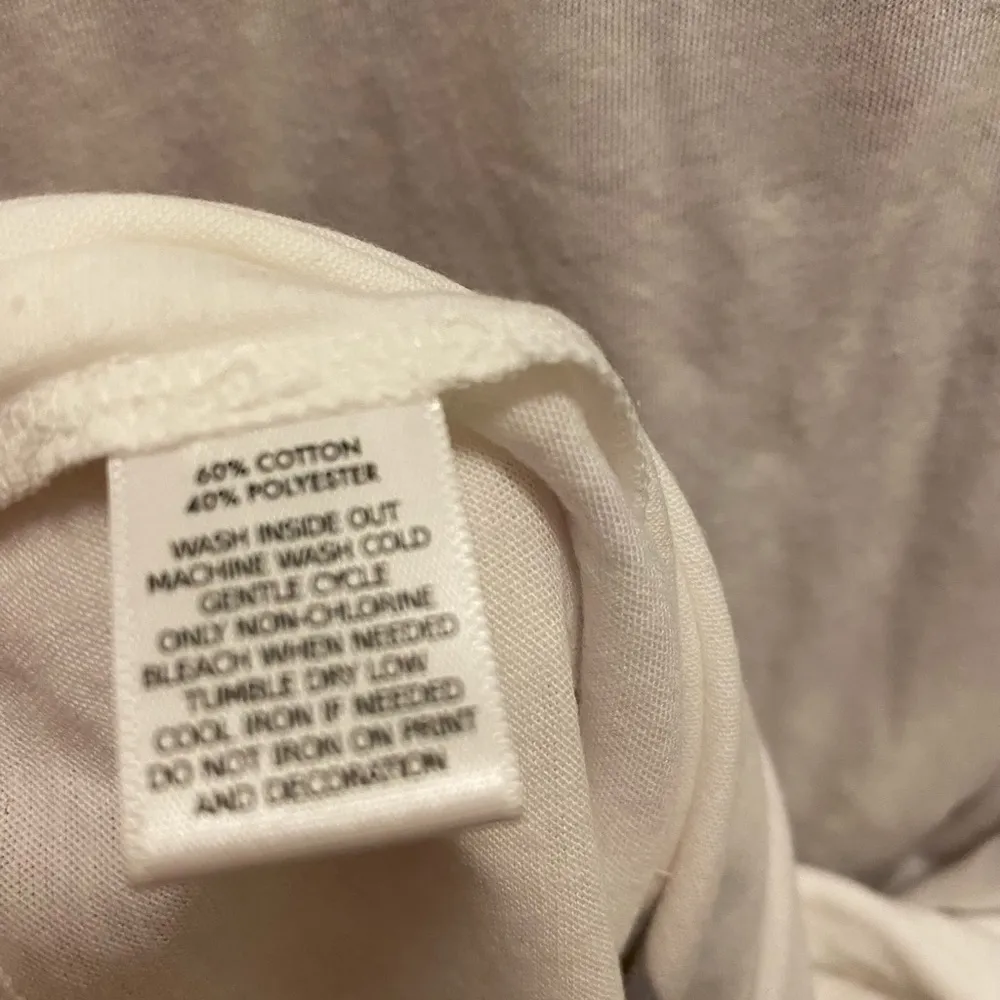 60% COTTON
40% POLYESTER
WASH INSIDE OUT
MACHINE WASH COLD
GENTLE CYCLE
ONLY NON-CHLORINE
BLEACH WHEN NEEDED
TUMBLE DRY LOW
COOL IRON IF NEEDED
DO NOT IRON ON PRINT
AND DECORATION